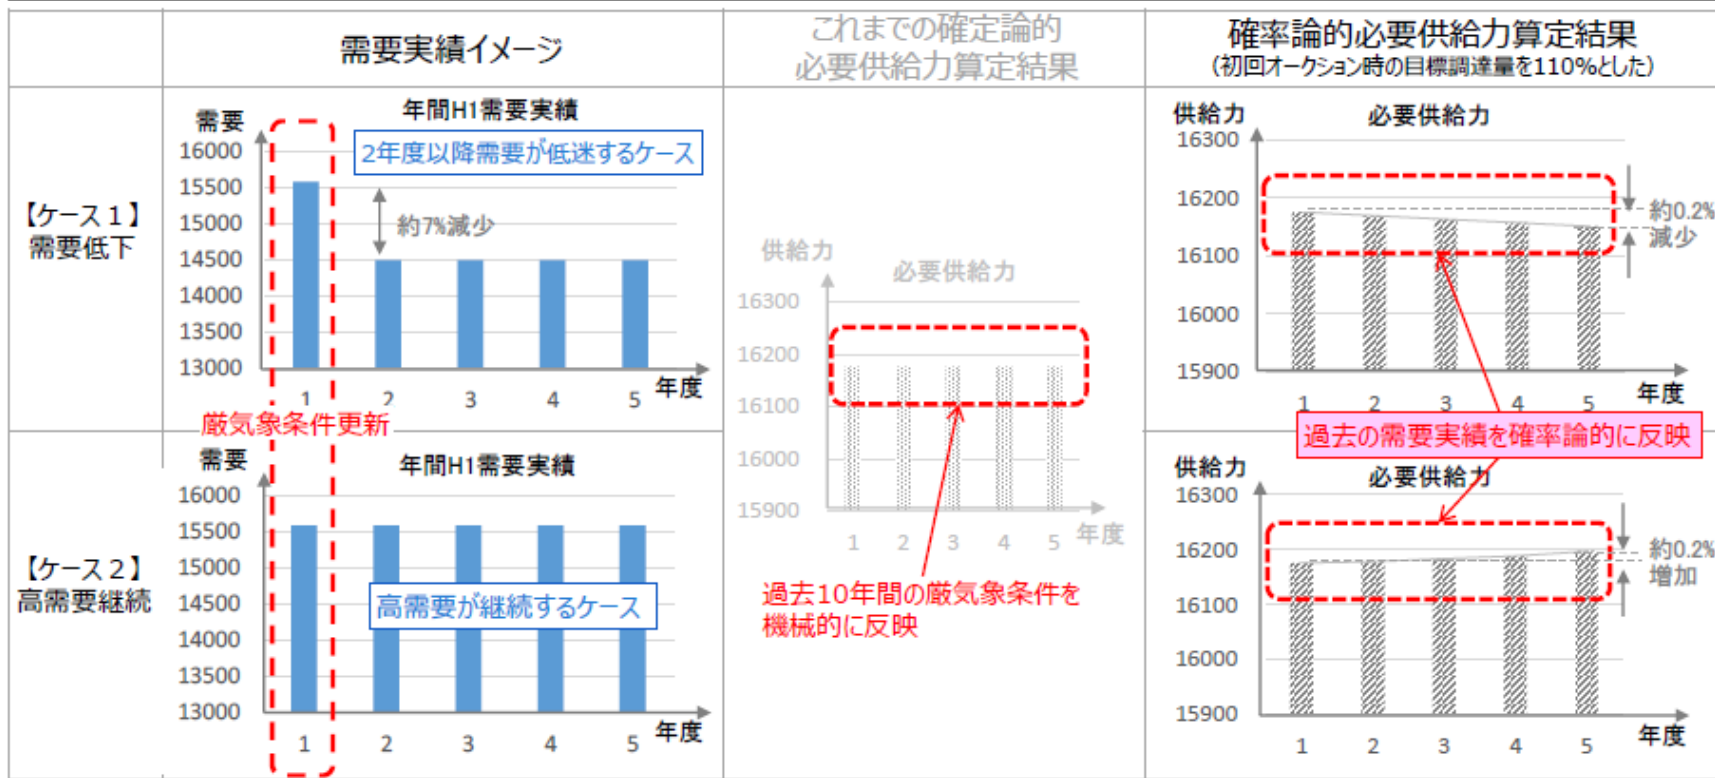 需要実績イメージ
これまでの確定論的
必要供給力算定結果
確率論的必要供給力算定結果
(初回オークション時の目標調達量を110%とした)
【ケース1】
需要低下
需要
年間H1需要実績
2年度以降需要が低迷するケース
約7%減少
16000
15500
15000
14500
14000
13500
13000
1
2
3
4
5
年度
厳気象条件更新
供給力
必要供給力
16300
16200
16100
16000
15900
1
2
3
4
5
年度
過去10年間の厳気象条件を
機械的に反映
供給力
必要供給力
16300
16200
16100
16000
15900
約0.2%
減少
1
2
3
4
5
年度
過去の需要実績を確率論的に反映
【ケース2】
高需要継続
需要
年間H1需要実績
16000
15500
15000
14500
14000
13500
13000
高需要が継続するケース
1
2
3
4
5
年度
供給力
必要供給力
16300
16200
16100
16000
15900
約0.2%
増加
1
2
3
4
5
年度